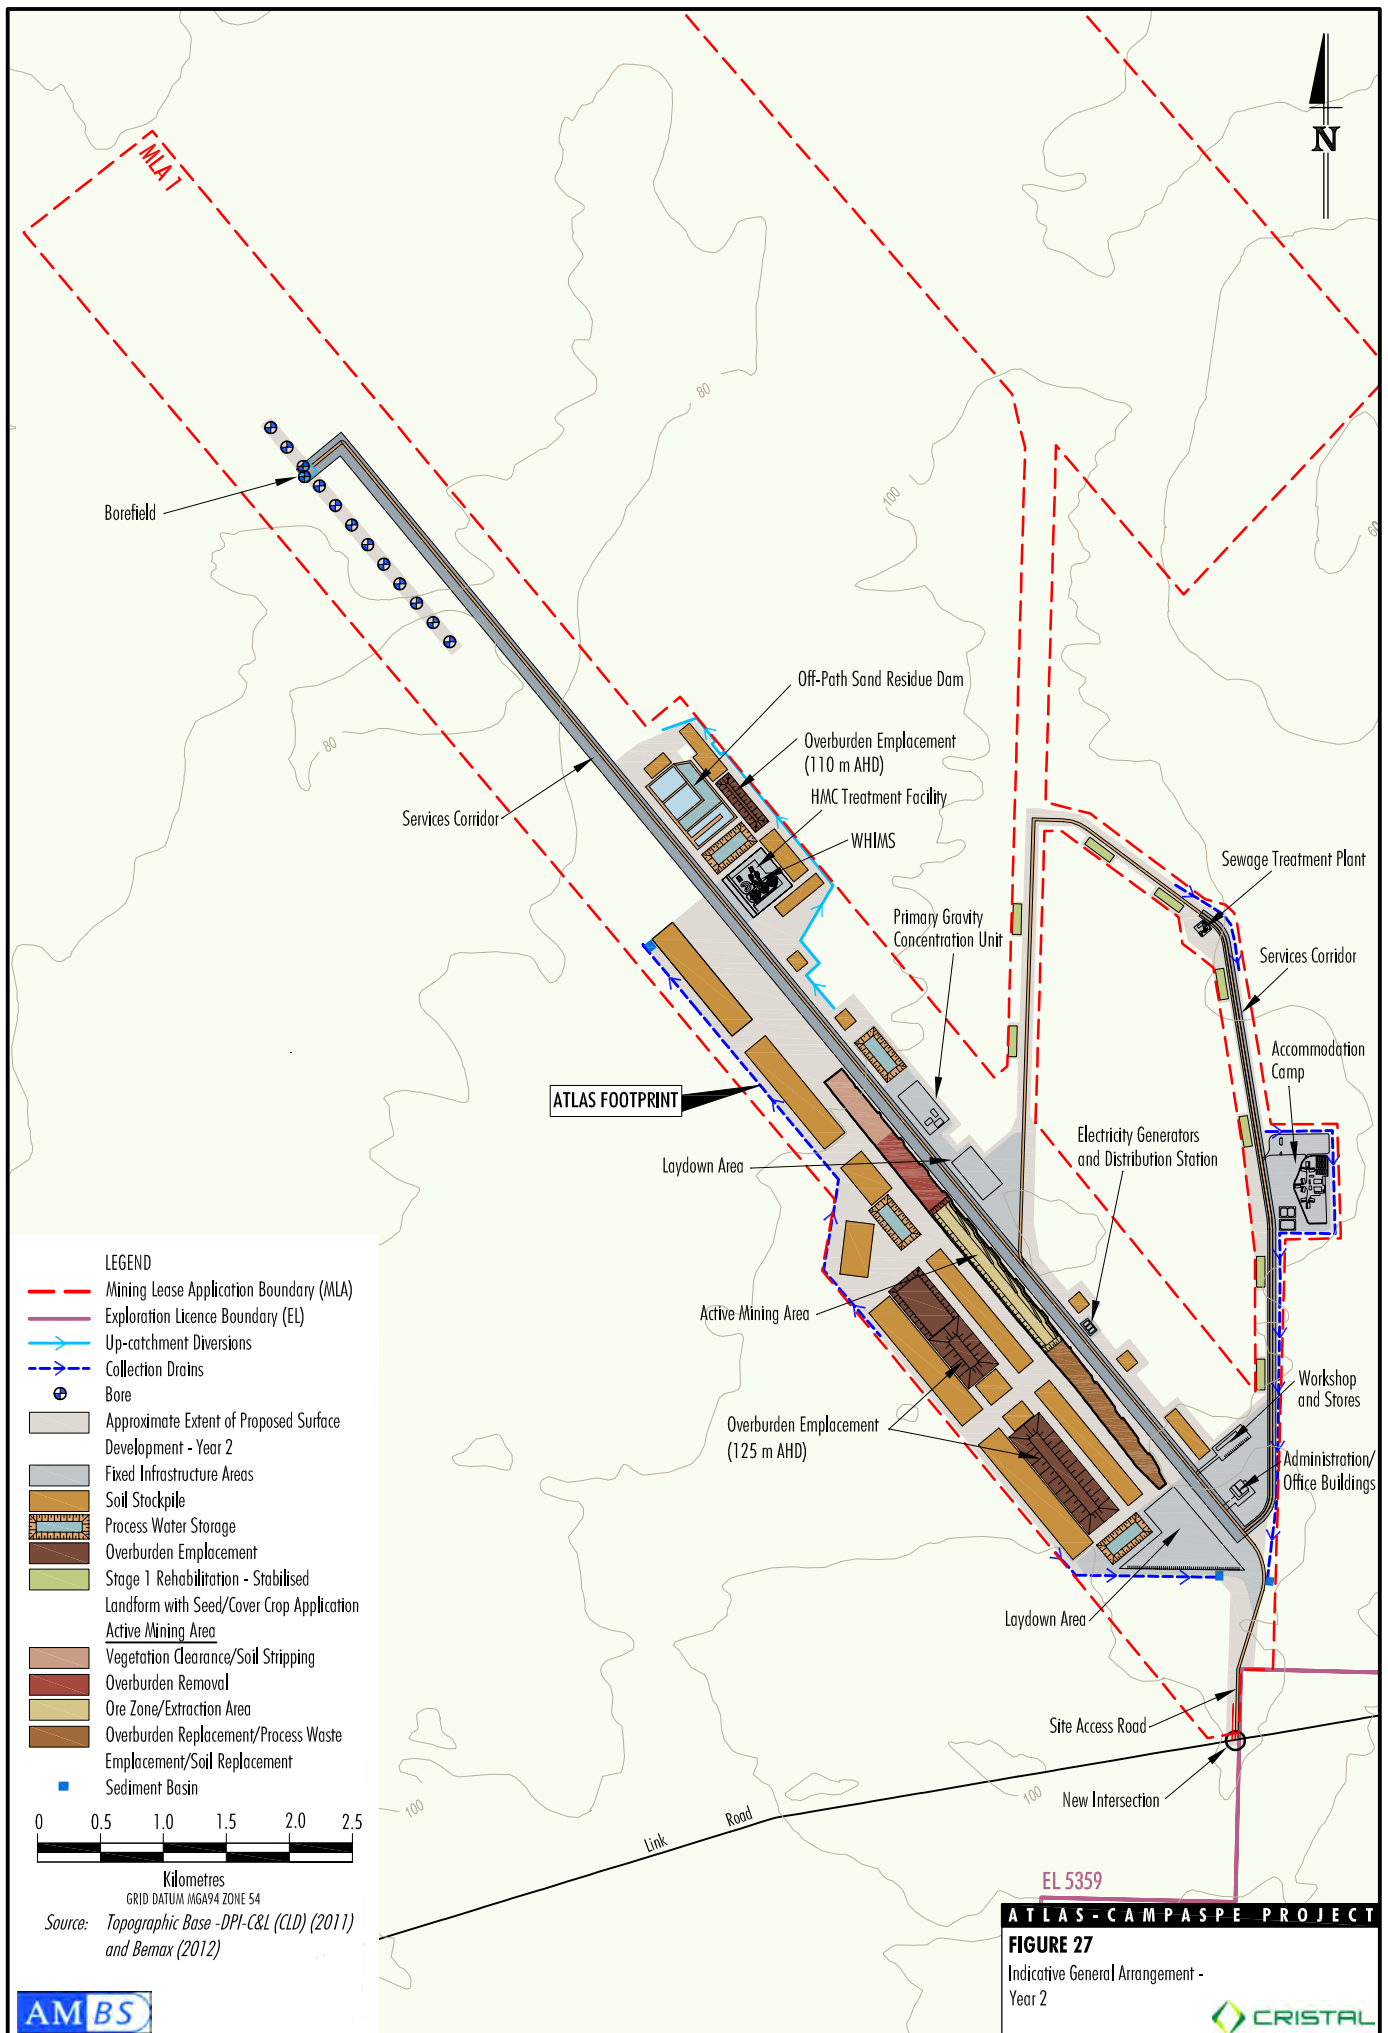 MLA 1
N
80
100
60
80
Borefield
Off-Path Sand Residue Dam
Overburden Emplacement
(110 m AHD)
HMC Treatment Facility
WHIMS
Services Corridor
Sewage Treatment Plant
Primary Gravity
Concentration Unit
Services Corridor
Accommodation
Camp
ATLAS FOOTPRINT
Electricity Generators
and Distribution Station
Laydown Area
Active Mining Area
Workshop
and Stores
Overburden Emplacement
(125 m AHD)
Administration/
Office Buildings
Laydown Area
Site Access Road
New Intersection
100
100
Link Road
EL 5359
LEGEND
Mining Lease Application Boundary (MLA)
Exploration Licence Boundary (EL)
Up-catchment Diversions
Collection Drains
Bore
Approximate Extent of Proposed Surface
Development - Year 2
Fixed Infrastructure Areas
Soil Stockpile
Process Water Storage
Overburden Emplacement
Stage 1 Rehabilitation - Stabilised
Landform with Seed/Cover Crop Application
Active Mining Area
Vegetation Clearance/Soil Stripping
Overburden Removal
Ore Zone/Extraction Area
Overburden Replacement/Process Waste
Emplacement/Soil Replacement
Sediment Basin
0 0.5 1.0 1.5 2.0 2.5
Kilometres
GRID DATUM MGA94 ZONE 54
Source: Topographic Base -DPI-C&L (CLD) (2011)
and Bemax (2012)
AMBS
ATLAS-CAMPASPE PROJECT
FIGURE 27
Indicative General Arrangement -
Year 2
CRISTAL